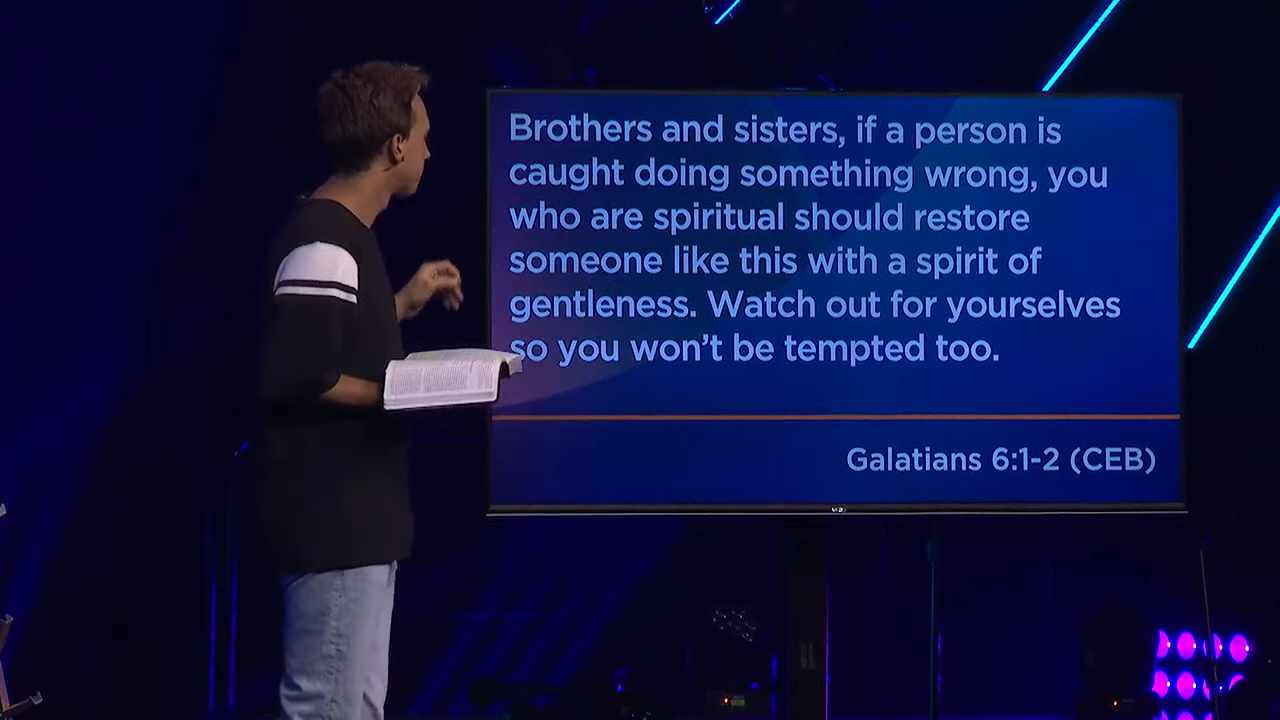 Brothers and sisters, if a person is
caught doing something wrong, you
who are spiritual should restore
someone like this with a spirit of
gentleness. Watch out for yourselves
so you won’t be tempted too.
Galatians 6:1-2 (CEB)